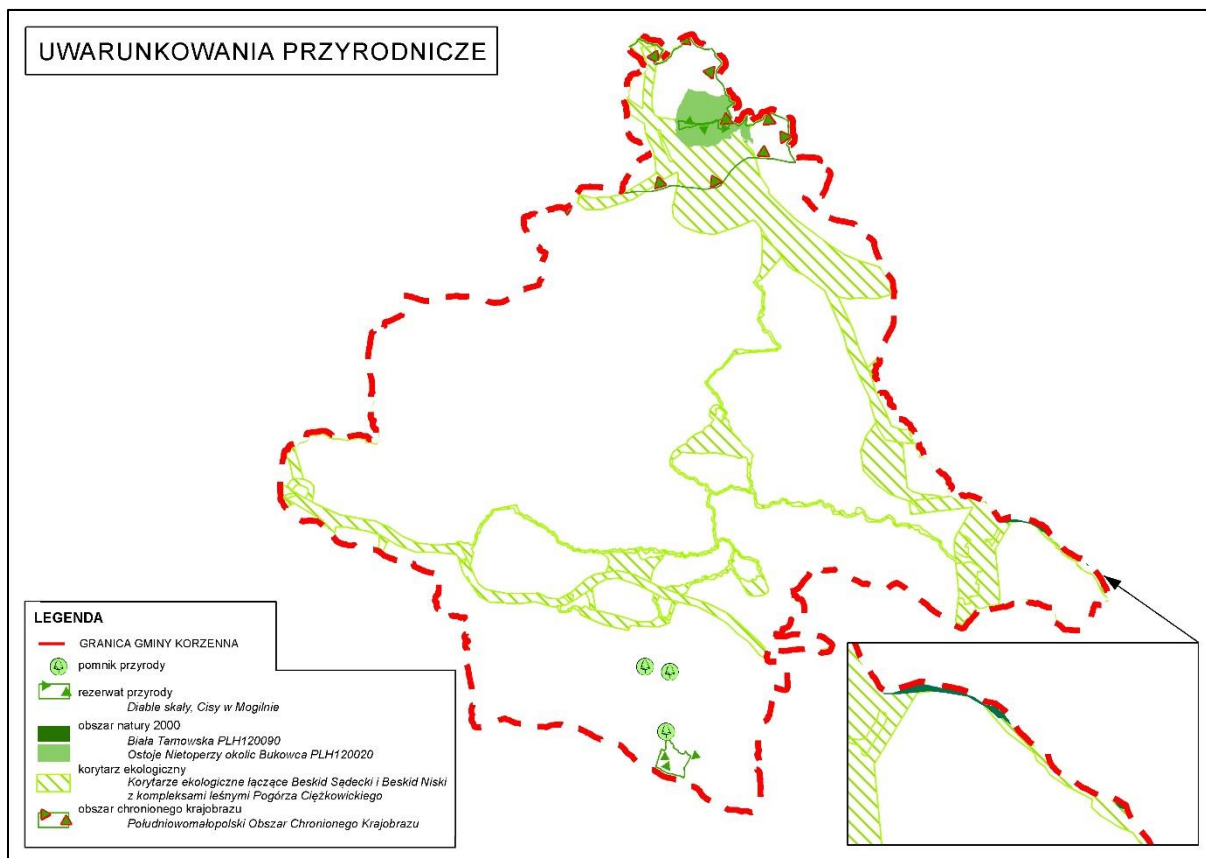 UWARUNKOWANIA PRZYRODNICZE
LEGENDA
GRANICA GMINY KORZENNA
pomnik przyrody
rezerwat przyrody
Diable skały, Cisy w Mogilnie
obszar natury 2000
Biała Tarnowska PLH120090
Ostoje Nietoperzy okolic Bukowca PLH120020
korytarz ekologiczny
Korytarze ekologiczne łączące Beskid Sądecki i Beskid Niski
z kompleksami leśnymi Pogórza Ciężkowickiego
obszar chronionego krajobrazu
Południowomałopolski Obszar Chronionego Krajobrazu